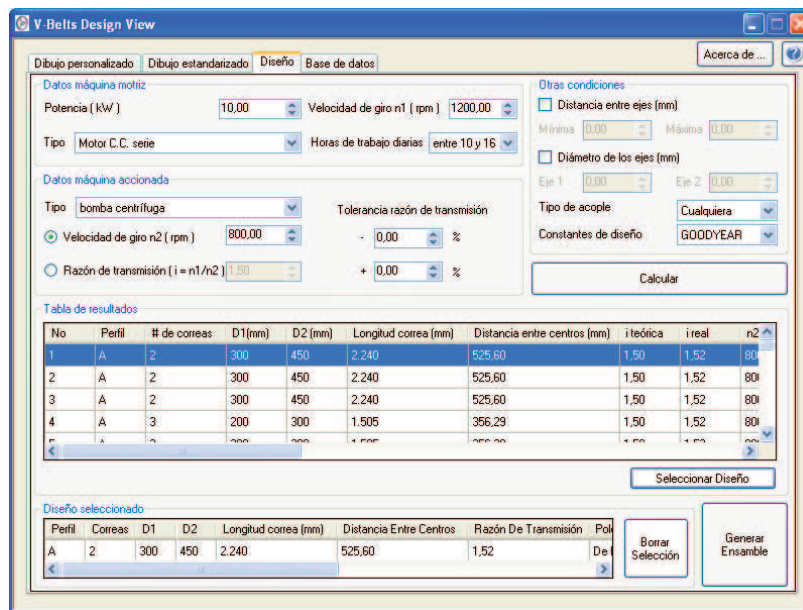 V-Belts Design View
Dibujo personalizado Dibujo estandarizado Diseño Base de datos Acerca de ...
Datos máquina motriz
Potencia ( kW ) 10,00 Velocidad de giro n1 ( rpm ) 1200,00
Tipo Motor C.C. serie Horas de trabajo diarias entre 10 y 16
Otras condiciones
Distancia entre ejes (mm)
Mínima 0,00 Máxima 0,00
Diámetro de los ejes (mm)
Eje 1 0,00 Eje 2 0,00
Tipo de acople Cualquiera
Constantes de diseño GOODYEAR
Datos máquina accionada
Tipo bomba centrífuga Tolerancia razón de transmisión
Velocidad de giro n2 ( rpm ) 800,00 - 0,00 %
Razón de transmisión ( i = n1/n2 ) 1,50 + 0,00 %
Calcular
Tabla de resultados
No Perfil # de correas D1(mm) D2 (mm) Longitud correa (mm) Distancia entre centros (mm) i teórica i real n2
1 A 2 300 450 2.240 525,60 1,50 1,52 80
2 A 2 300 450 2.240 525,60 1,50 1,52 80
3 A 2 300 450 2.240 525,60 1,50 1,52 80
4 A 3 200 300 1.505 356,29 1,50 1,52 80
Seleccionar Diseño
Diseño seleccionado
Perfil Correas D1 D2 Longitud correa (mm) Distancia Entre Centros Razón De Transmisión
A 2 300 450 2.240 525,60 1,52 De
Borrar Selección
Generar Ensamble